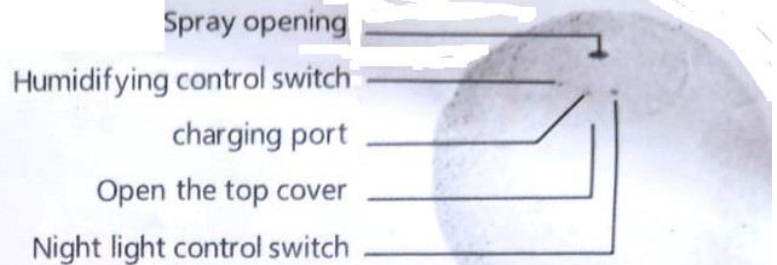 Spray opening
Humidifying control switch
charging port
Open the top cover
Night light control switch